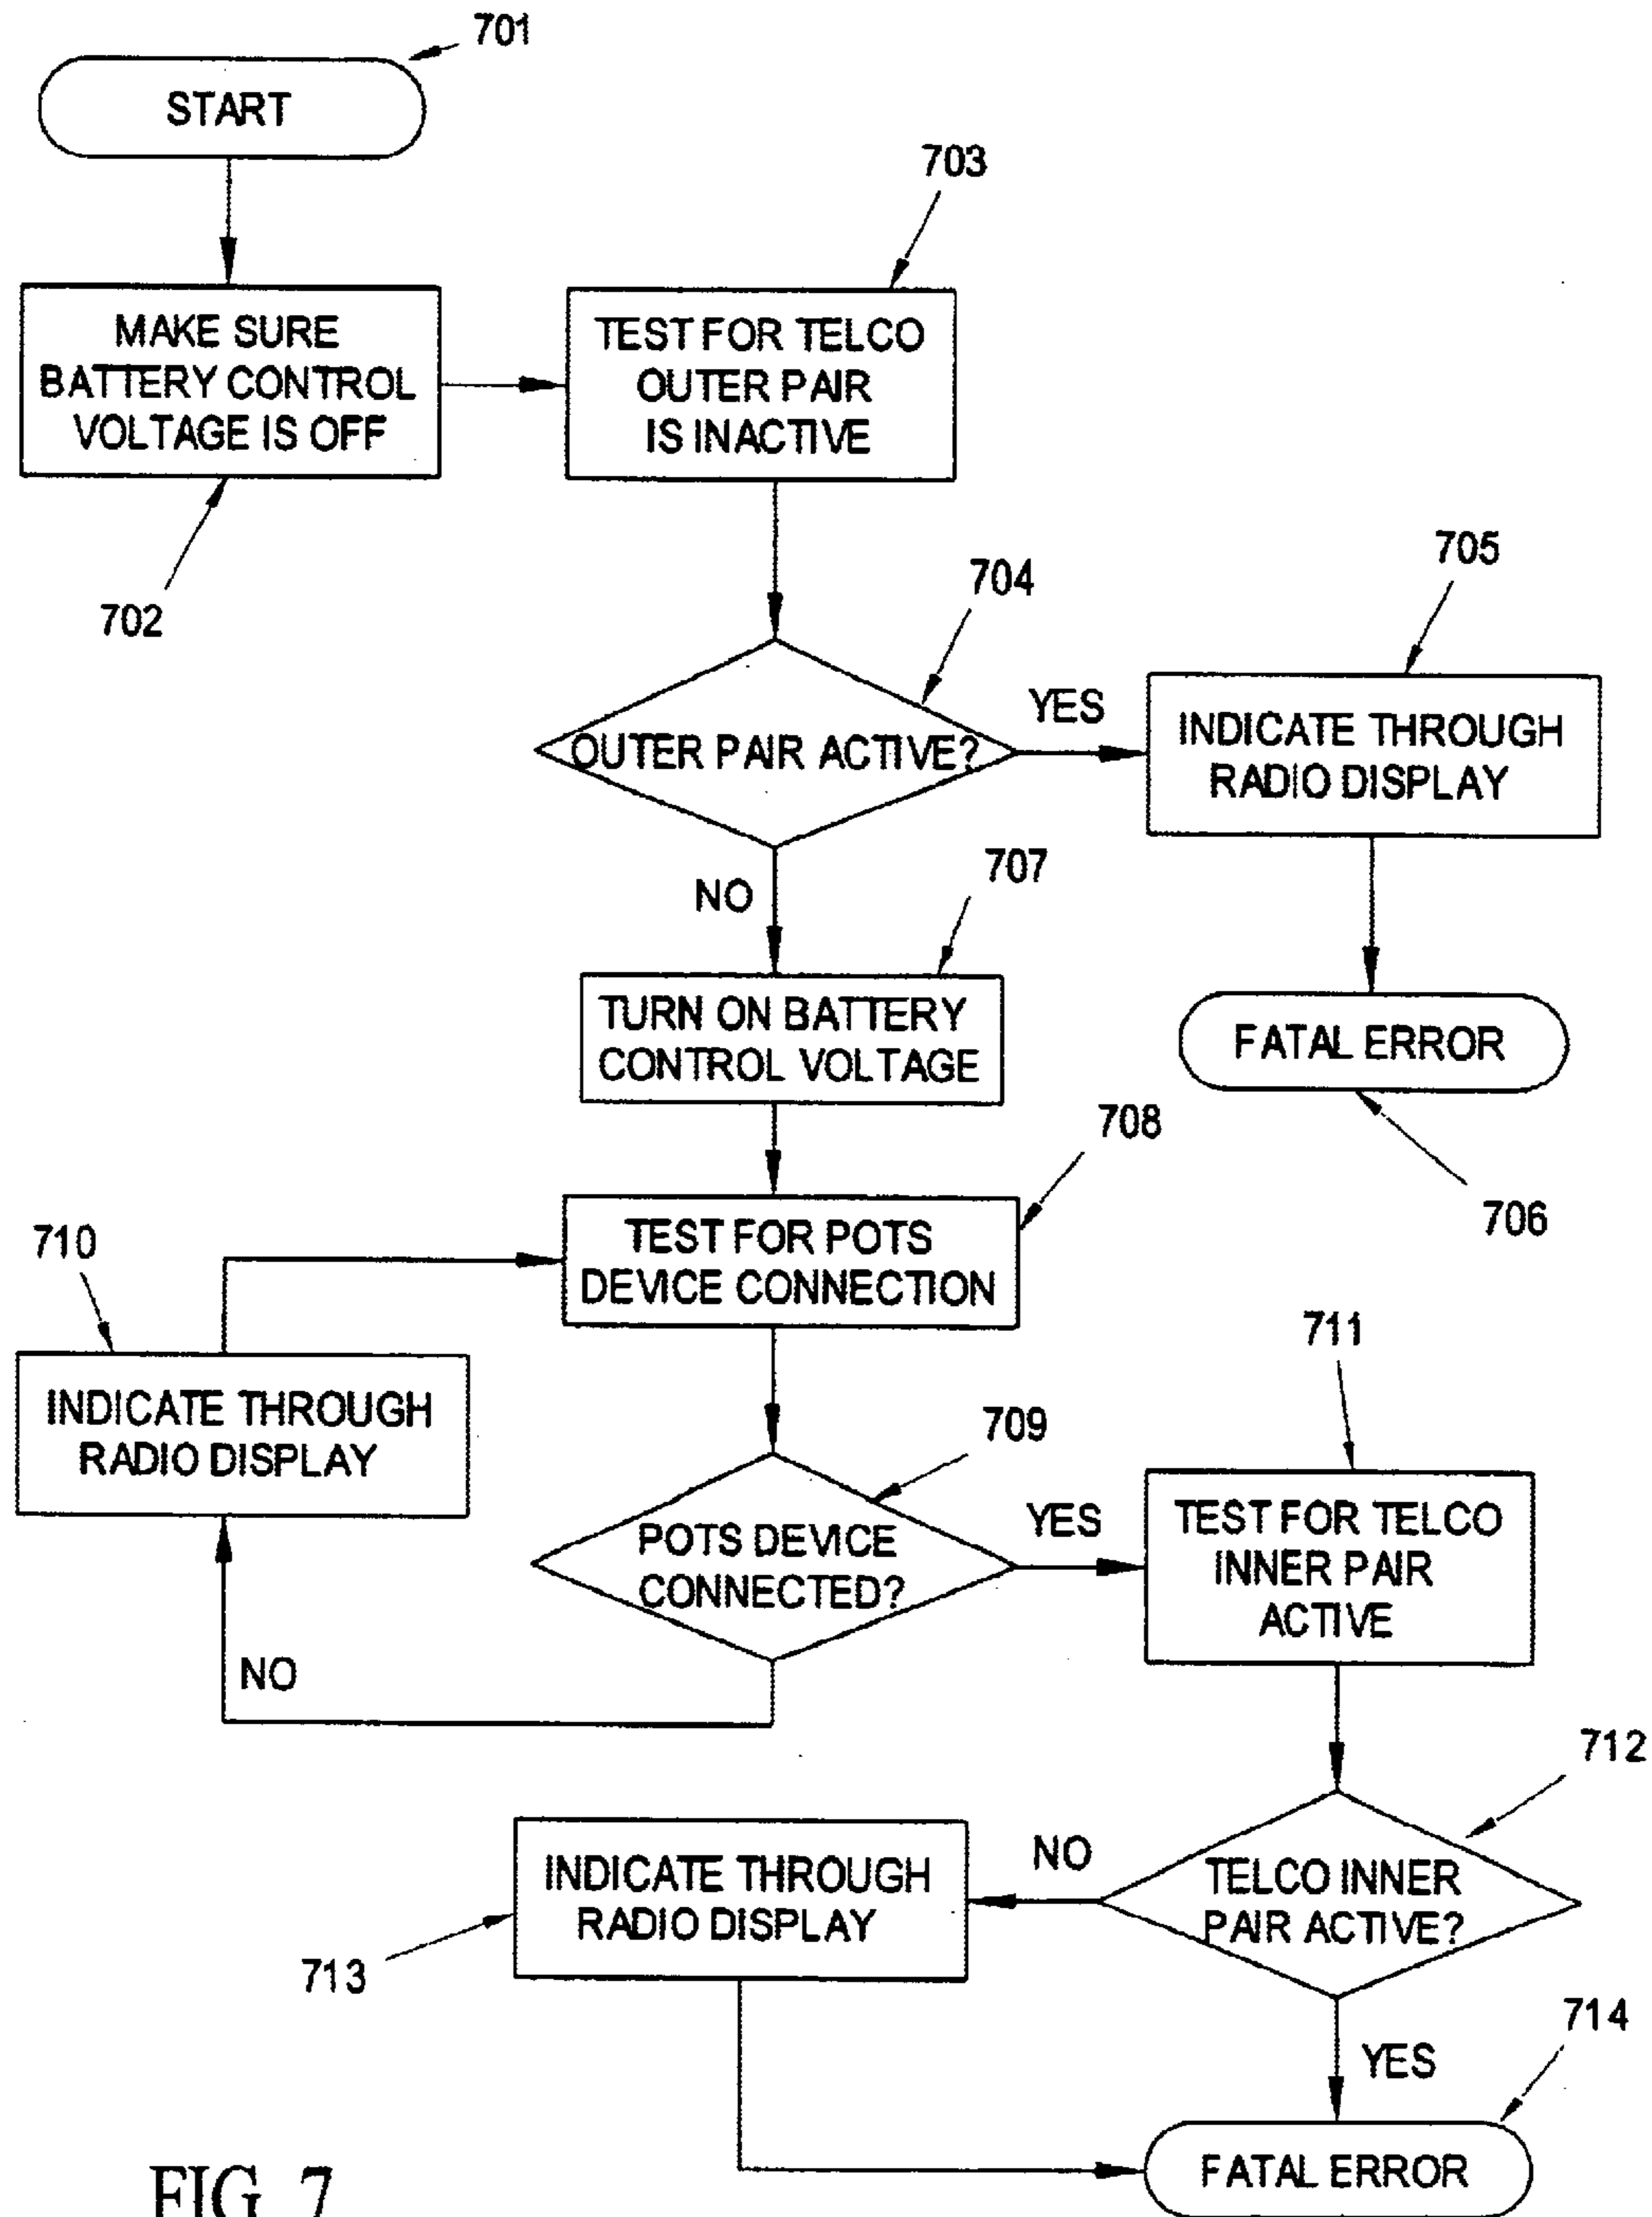 701
START
703
MAKE SURE
BATTERY CONTROL
VOLTAGE IS OFF
TEST FOR TELCO
OUTER PAIR
IS INACTIVE
702
704
705
OUTER PAIR ACTIVE?
YES
INDICATE THROUGH
RADIO DISPLAY
NO
707
TURN ON BATTERY
CONTROL VOLTAGE
FATAL ERROR
706
708
TEST FOR POTS
DEVICE CONNECTION
710
INDICATE THROUGH
RADIO DISPLAY
709
711
POTS DEVICE
CONNECTED?
YES
TEST FOR TELCO
INNER PAIR
ACTIVE
NO
712
INDICATE THROUGH
RADIO DISPLAY
NO
TELCO INNER
PAIR ACTIVE?
713
714
YES
FATAL ERROR
FIG. 7